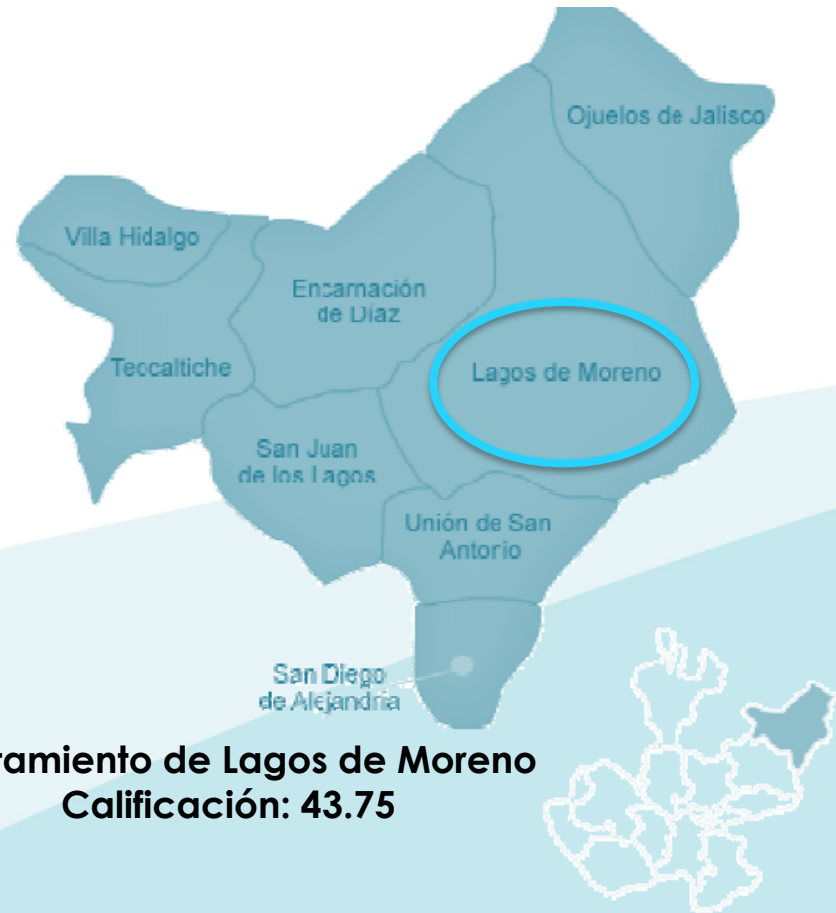 Ojuelos de Jalisco
Villa Hidalgo
Encarnación
de Díaz
Teocaltiche
Lagos de Moreno
San Juan
de los Lagos
Unión de San
Antonio
San Diego
de Alejandría
tamiento de Lagos de Moreno
Calificación: 43.75